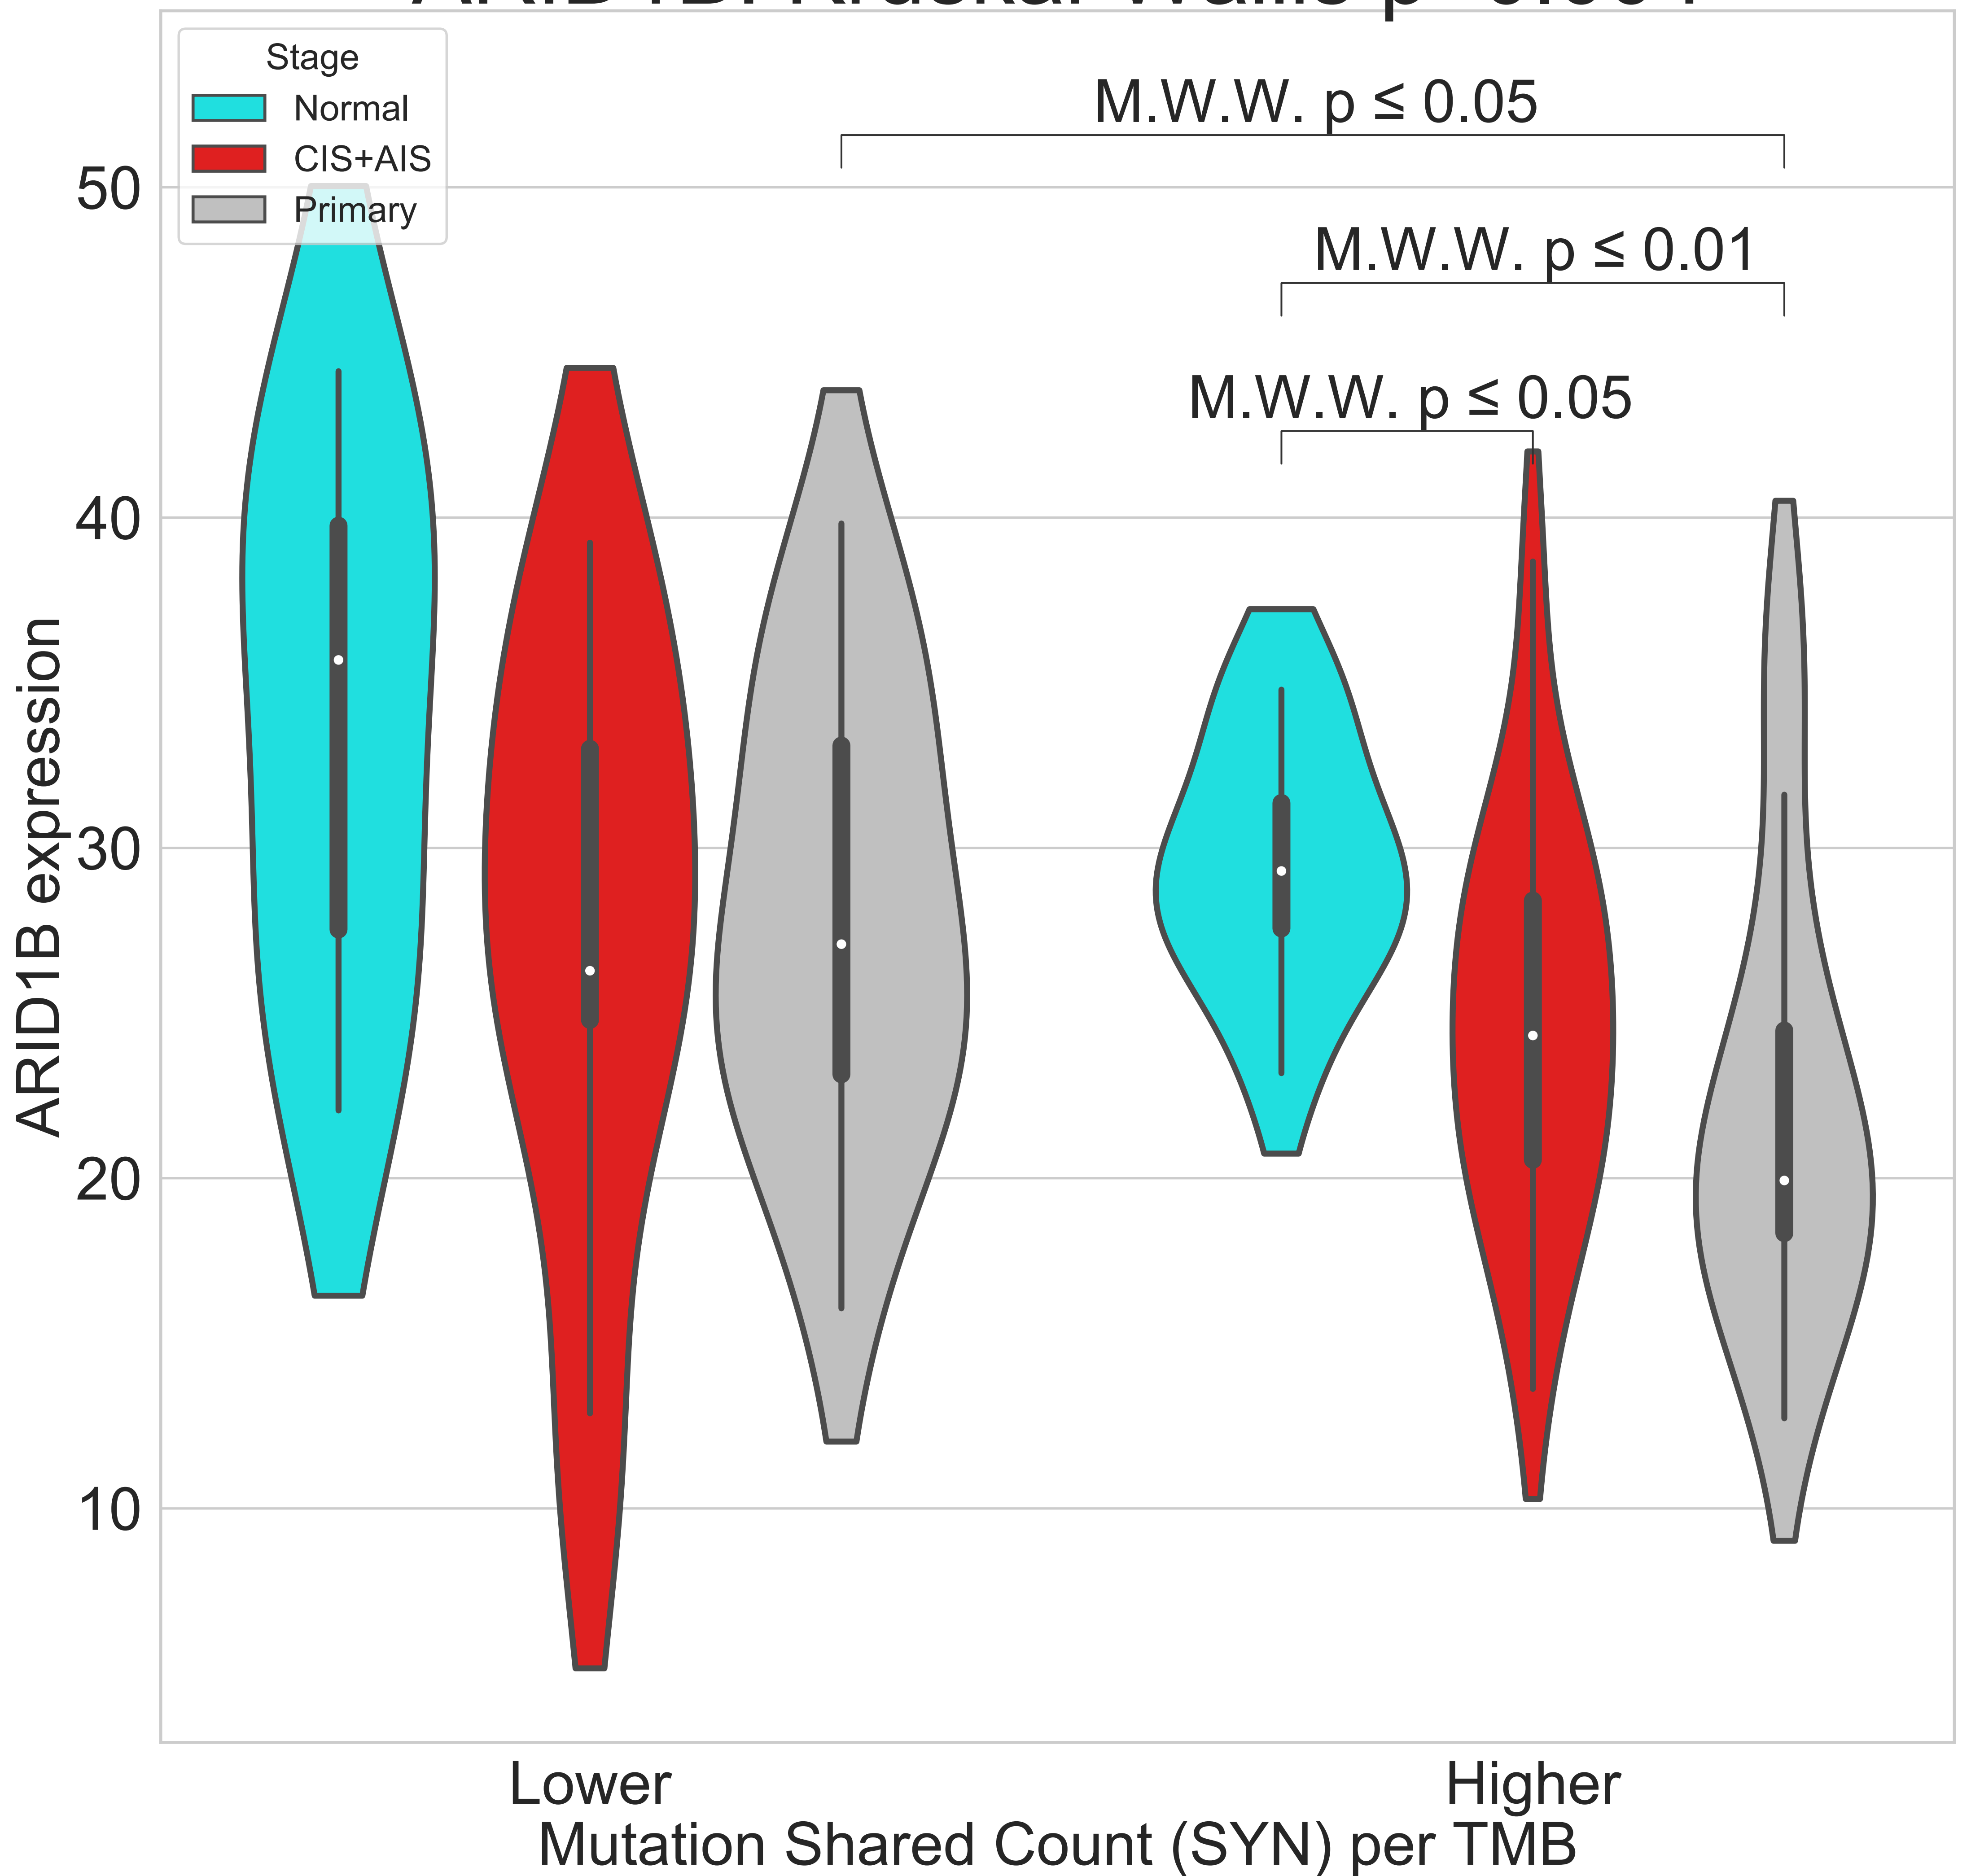 Stage
Normal
CIS+AIS
Primary
M.W.W. p ≤ 0.05
M.W.W. p ≤ 0.01
M.W.W. p ≤ 0.05
50
40
30
20
10
ARID1B expression
Lower
Higher
Mutation Shared Count (SYN) per TMB